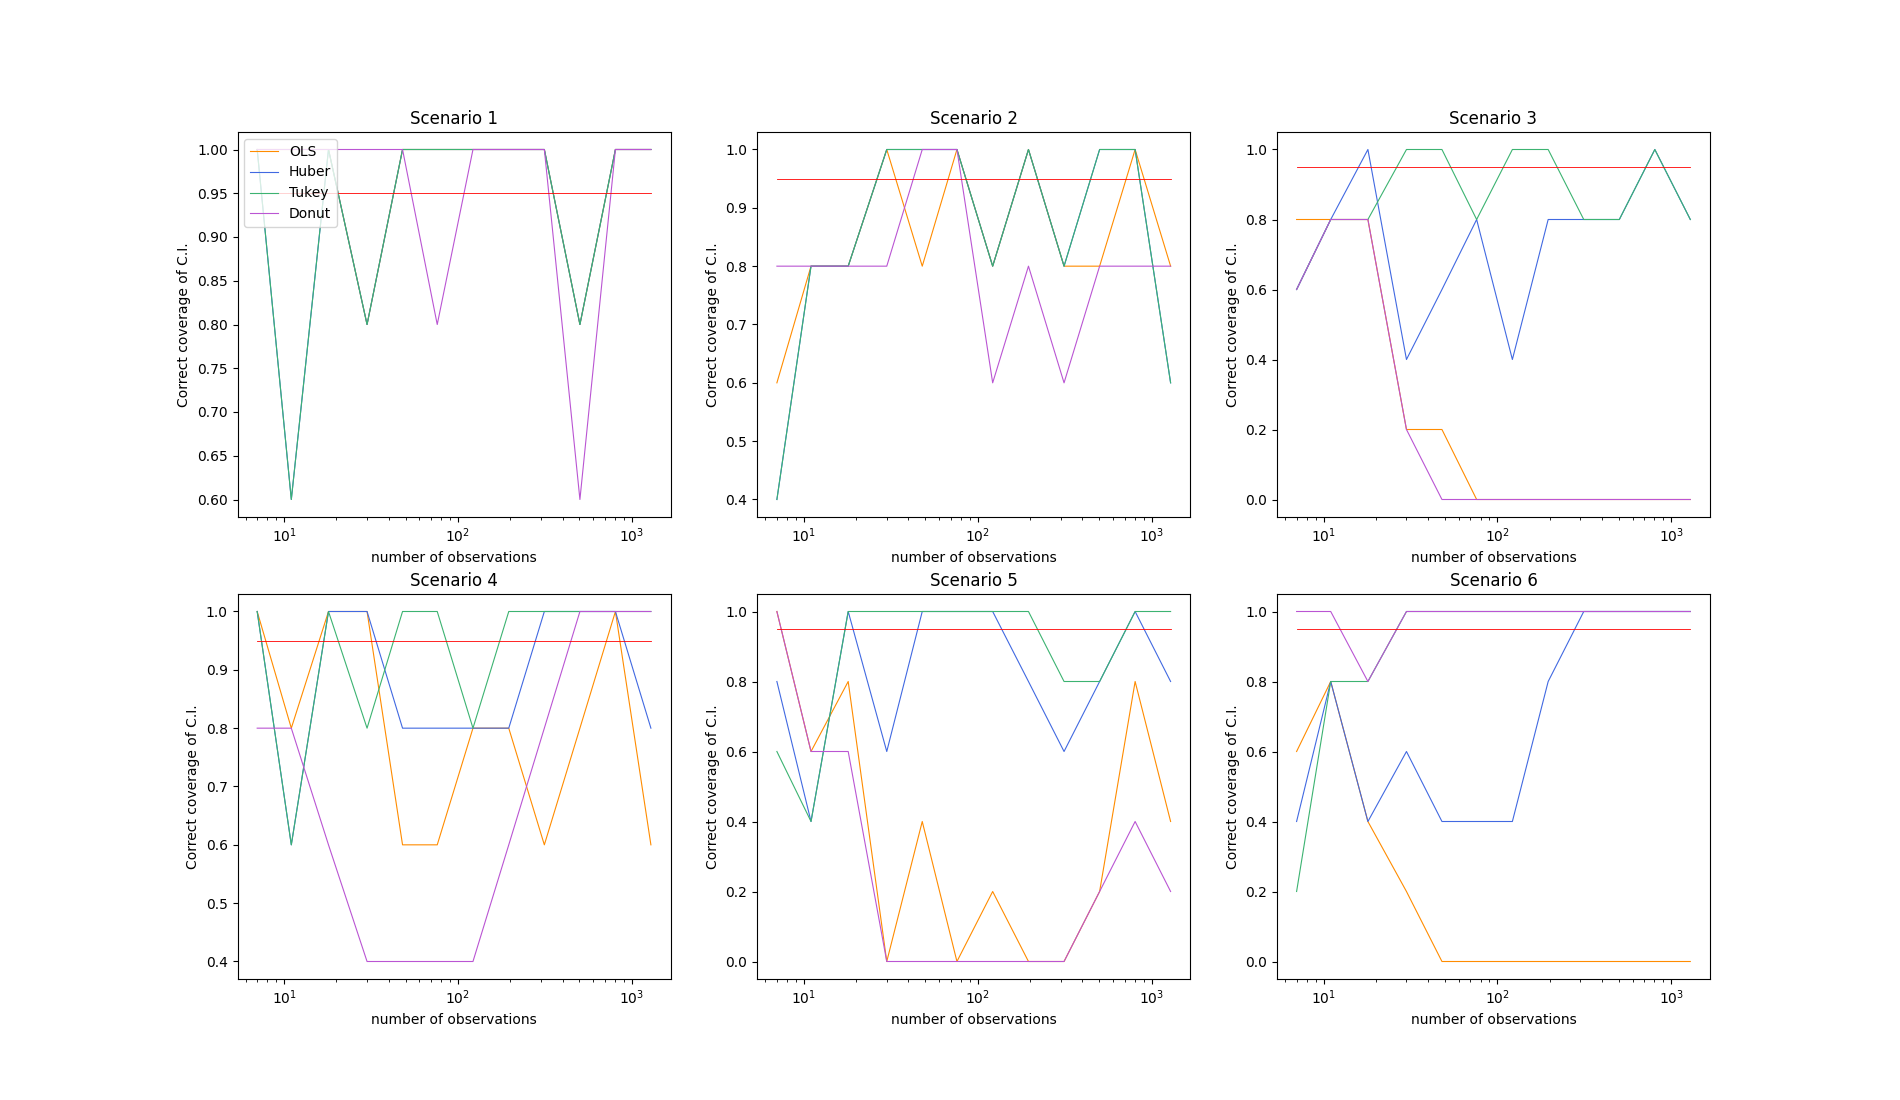 Scenario 1
Correct coverage of C.I.
1.00
0.95
0.90
0.85
0.80
0.75
0.70
0.65
0.60
OLS
Huber
Tukey
Donut
10¹ 10² 10³
number of observations
Scenario 2
Correct coverage of C.I.
1.0
0.9
0.8
0.7
0.6
0.5
0.4
10¹ 10² 10³
number of observations
Scenario 3
Correct coverage of C.I.
1.0
0.8
0.6
0.4
0.2
0.0
10¹ 10² 10³
number of observations
Scenario 4
Correct coverage of C.I.
1.0
0.9
0.8
0.7
0.6
0.5
0.4
10¹ 10² 10³
number of observations
Scenario 5
Correct coverage of C.I.
1.0
0.8
0.6
0.4
0.2
0.0
10¹ 10² 10³
number of observations
Scenario 6
Correct coverage of C.I.
1.0
0.8
0.6
0.4
0.2
0.0
10¹ 10² 10³
number of observations